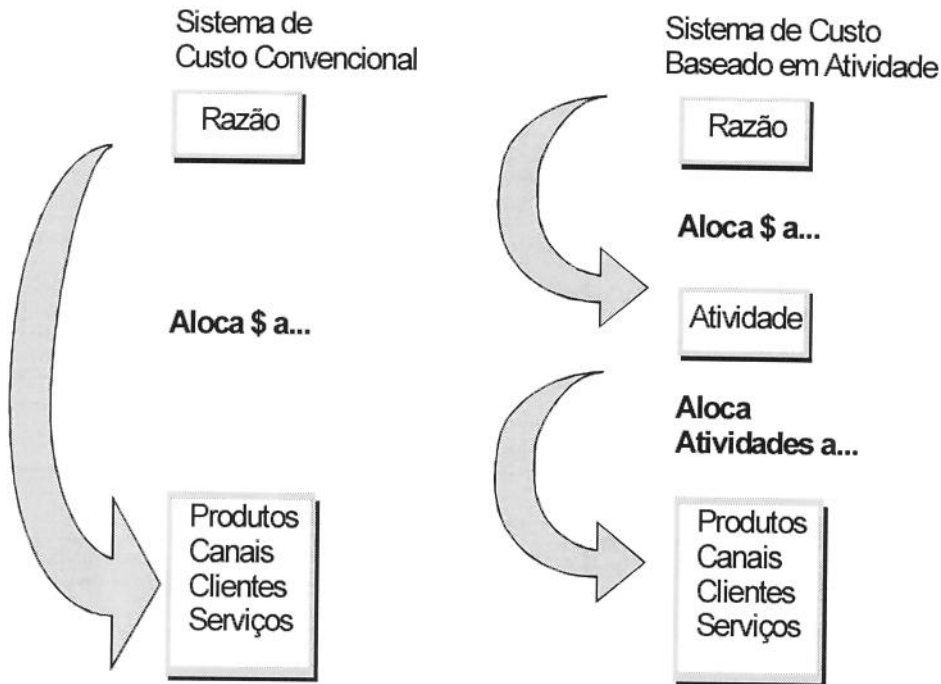 Sistema de
Custo Convencional
Razão
Aloca $ a...
Produtos
Canais
Clientes
Serviços
Sistema de Custo
Baseado em Atividade
Razão
Aloca $ a...
Atividade
Aloca
Atividades a...
Produtos
Canais
Clientes
Serviços